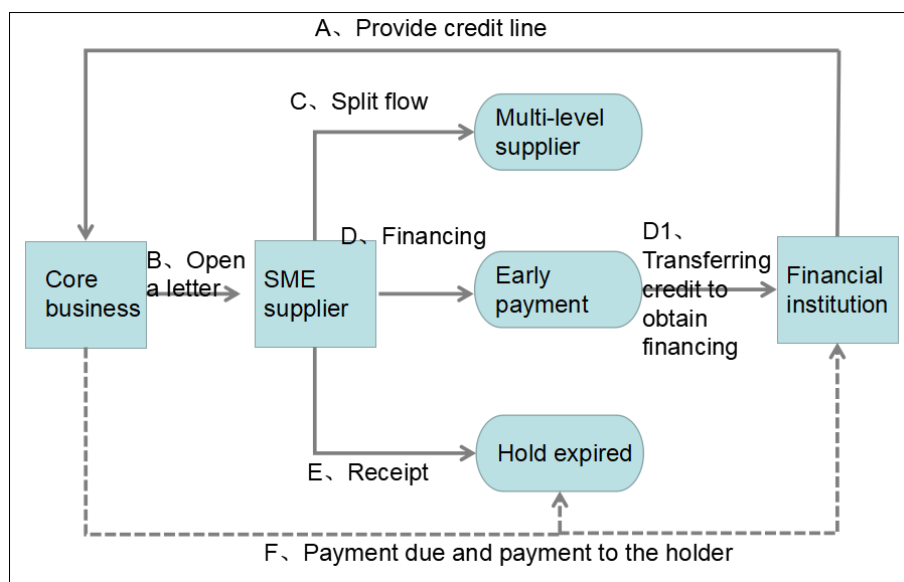 A、Provide credit line
C、Split flow
Multi-level
supplier
Core
business
B、Open
a letter
SME
supplier
D、Financing
Early
payment
D1、
Transferring
credit to
obtain
financing
Financial
institution
E、Receipt
Hold expired
F、Payment due and payment to the holder